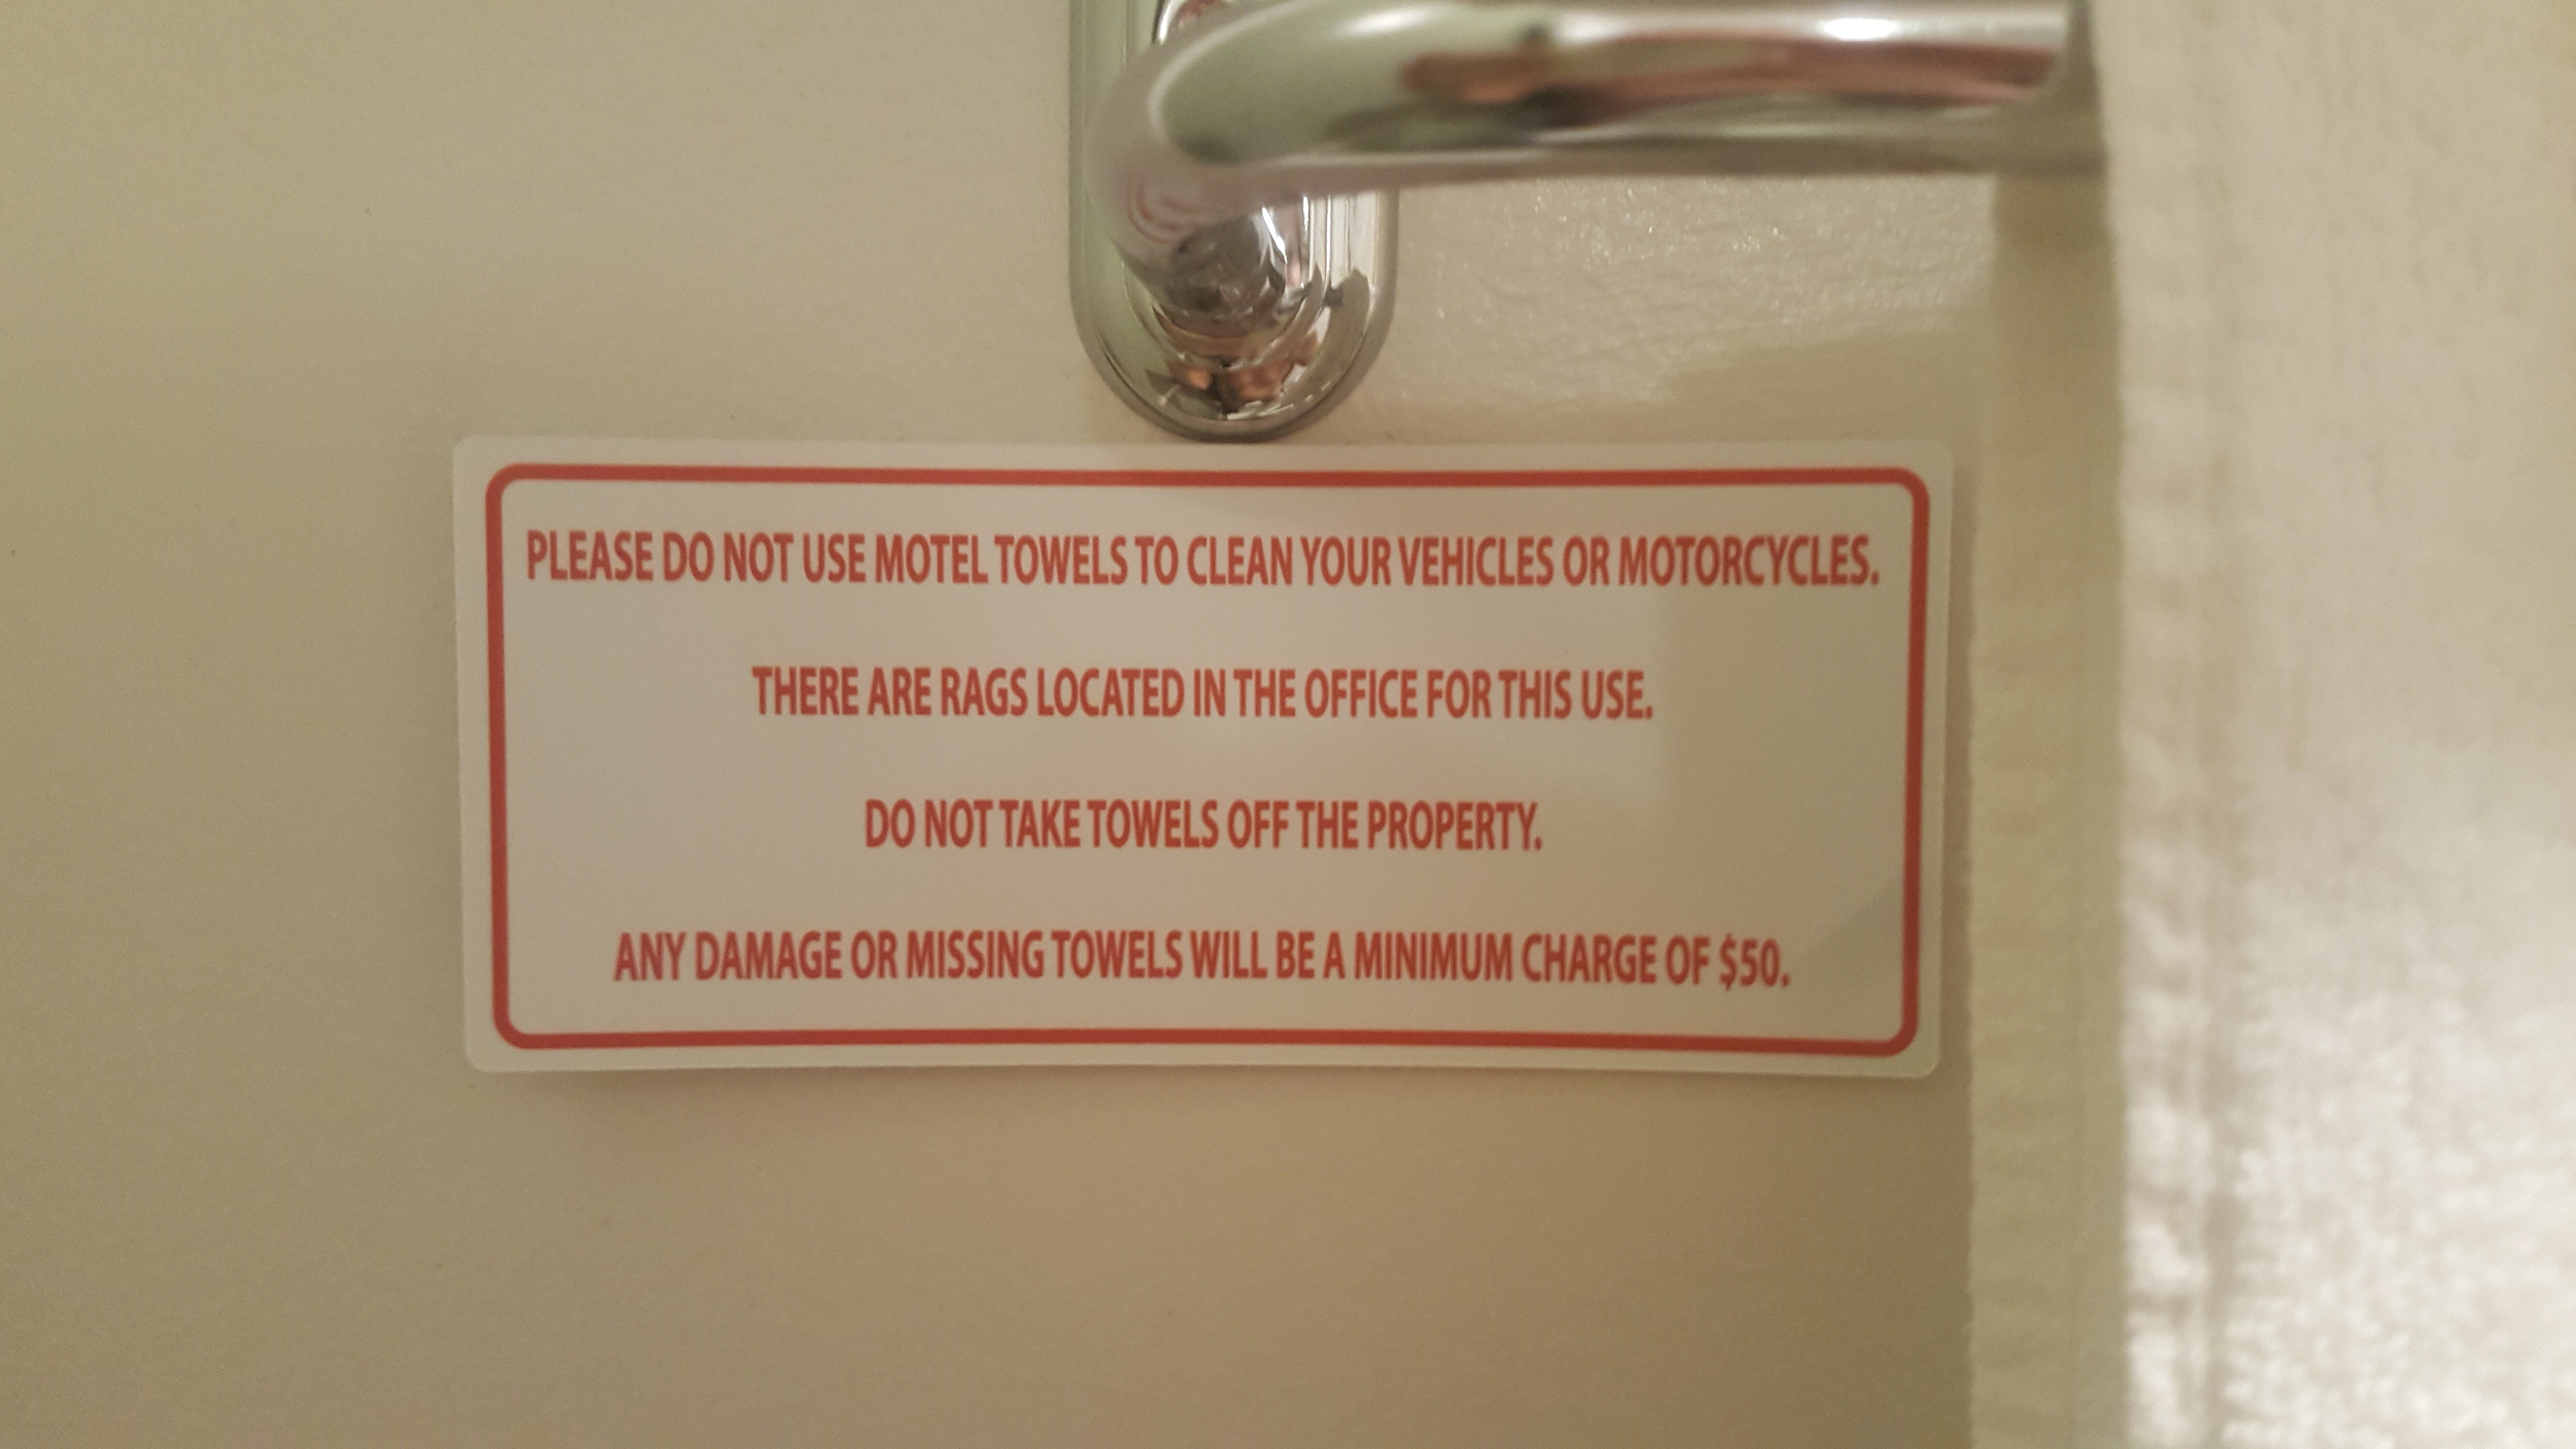 PLEASE DO NOT USE MOTEL TOWELS TO CLEAN YOUR VEHICLES OR MOTORCYCLES.
THERE ARE RAGS LOCATED IN THE OFFICE FOR THIS USE.
DO NOT TAKE TOWELS OFF THE PROPERTY.
ANY DAMAGE OR MISSING TOWELS WILL BE A MINIMUM CHARGE OF $50.